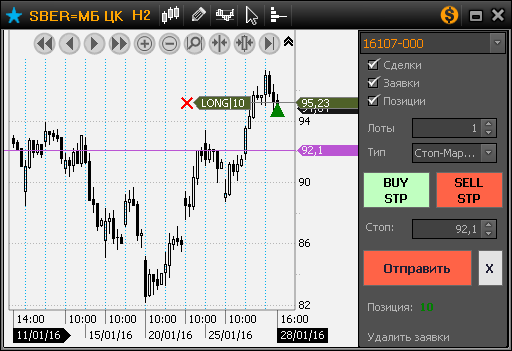 SBER=МБ ЦК H2
16107-000
Сделки
Заявки
Позиции
Лоты 1
Тип Стоп-Мар...
BUY STP
SELL STP
Стоп: 92,1
Отправить X
Позиция: 10
Удалить заявки
LONG|10
95,23
94
92,1
90
86
82
14:00 10:00 10:00 10:00 10:00 16:00
11/01/16 15/01/16 20/01/16 25/01/16 28/01/16